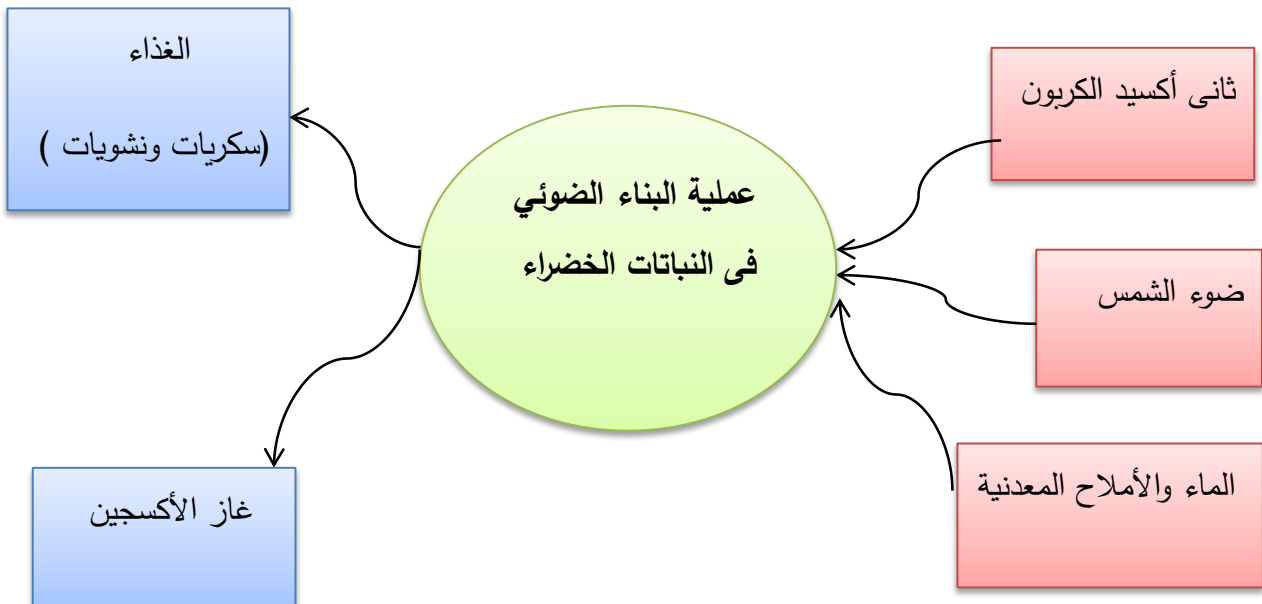 الغذاء
(سكريات ونشويات )
ثانى أكسيد الكربون
عملية البناء الضوئي
فى النباتات الخضراء
ضوء الشمس
الماء والأملاح المعدنية
غاز الأكسجين